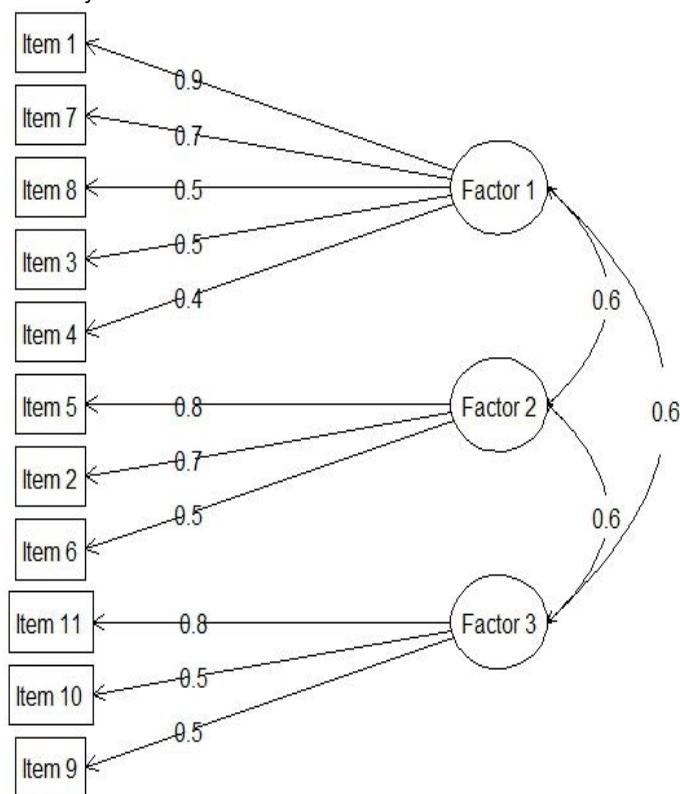 Item 1
0.9
Item 7
0.7
Item 8
0.5
Factor 1
Item 3
0.5
Item 4
0.4
0.6
Item 5
0.8
Factor 2
0.6
Item 2
0.7
Item 6
0.5
0.6
Item 11
0.8
Factor 3
Item 10
0.5
Item 9
0.5